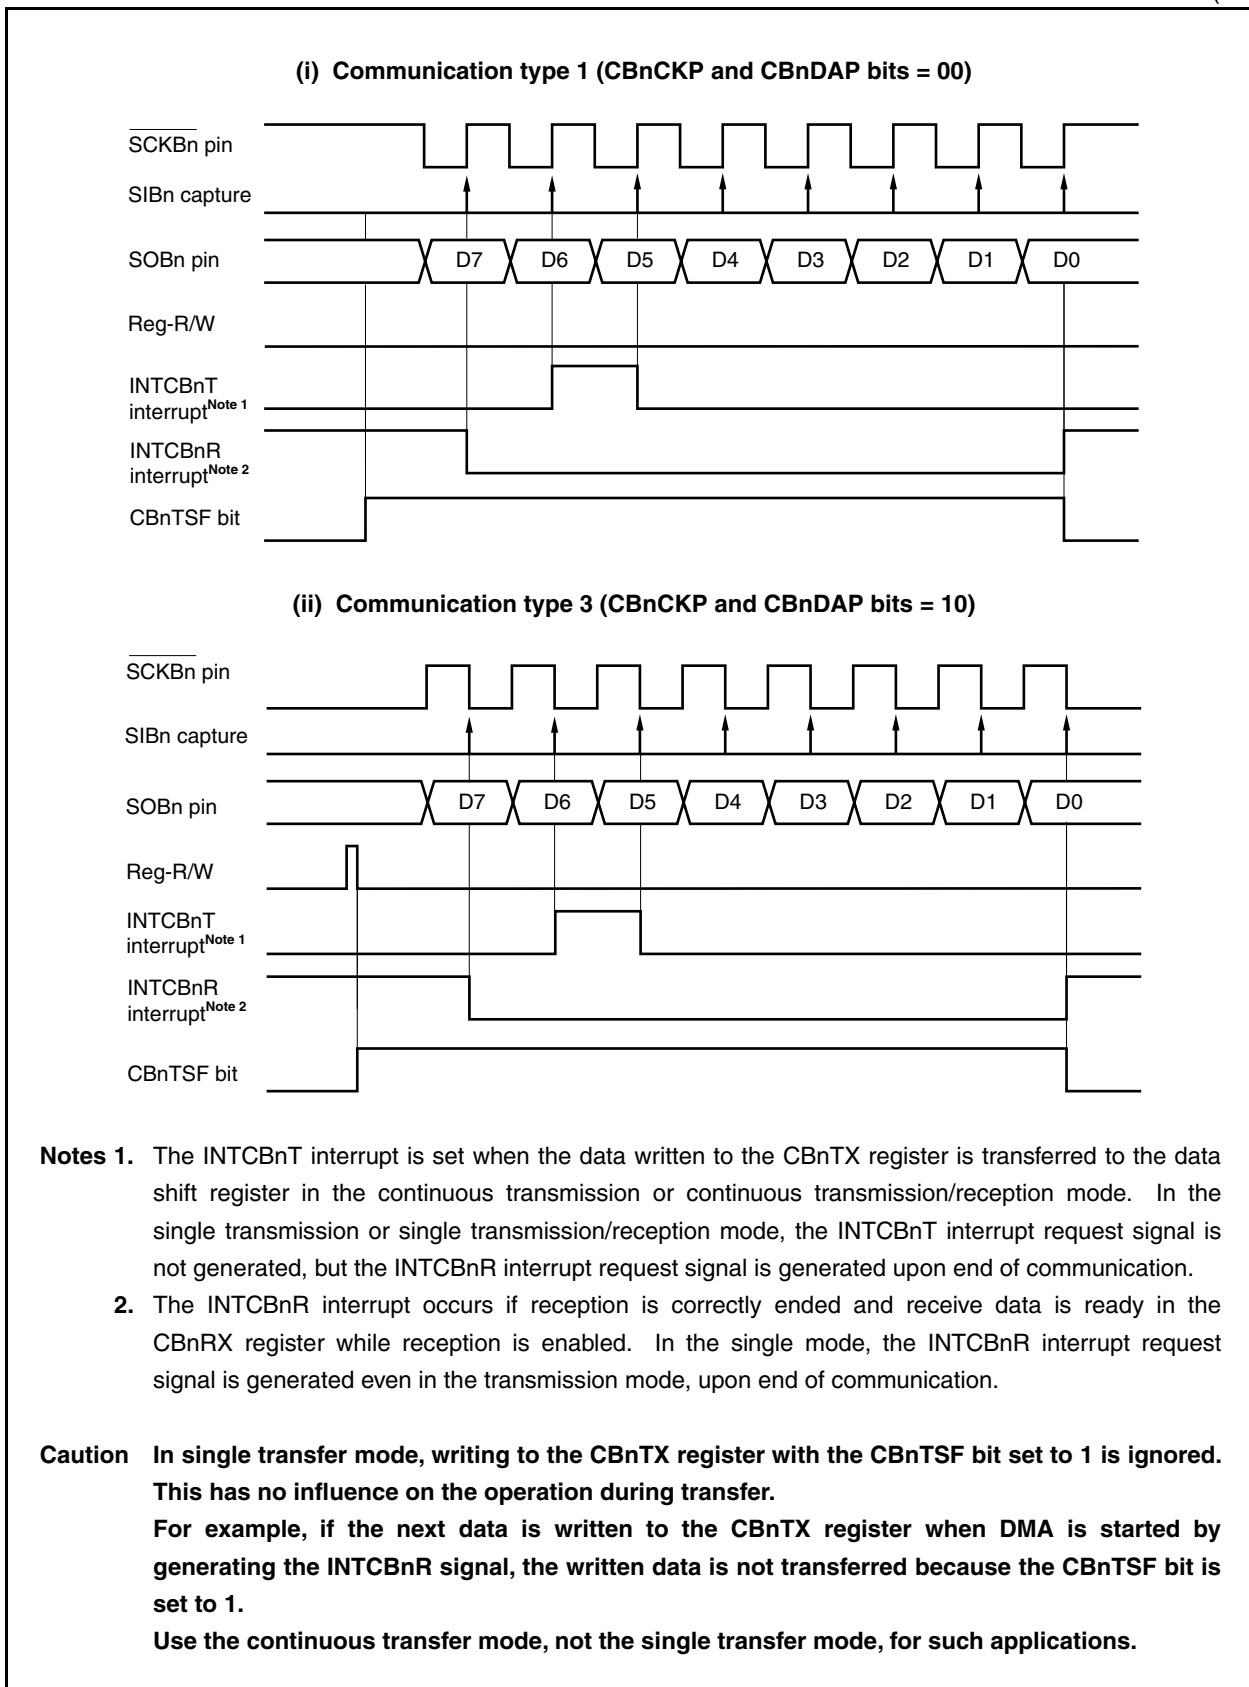 (i) Communication type 1 (CBnCKP and CBnDAP bits = 00)
SCKBn pin
SIBn capture
SOBn pin D7 D6 D5 D4 D3 D2 D1 D0
Reg-R/W
INTCBnT
interrupt Note 1
INTCBnR
interrupt Note 2
CBnTSF bit
(ii) Communication type 3 (CBnCKP and CBnDAP bits = 10)
SCKBn pin
SIBn capture
SOBn pin D7 D6 D5 D4 D3 D2 D1 D0
Reg-R/W
INTCBnT
interrupt Note 1
INTCBnR
interrupt Note 2
CBnTSF bit
Notes 1. The INTCBnT interrupt is set when the data written to the CBnTX register is transferred to the data
shift register in the continuous transmission or continuous transmission/reception mode. In the
single transmission or single transmission/reception mode, the INTCBnT interrupt request signal is
not generated, but the INTCBnR interrupt request signal is generated upon end of communication.
2. The INTCBnR interrupt occurs if reception is correctly ended and receive data is ready in the
CBnRX register while reception is enabled. In the single mode, the INTCBnR interrupt request
signal is generated even in the transmission mode, upon end of communication.
Caution In single transfer mode, writing to the CBnTX register with the CBnTSF bit set to 1 is ignored.
This has no influence on the operation during transfer.
For example, if the next data is written to the CBnTX register when DMA is started by
generating the INTCBnR signal, the written data is not transferred because the CBnTSF bit is
set to 1.
Use the continuous transfer mode, not the single transfer mode, for such applications.